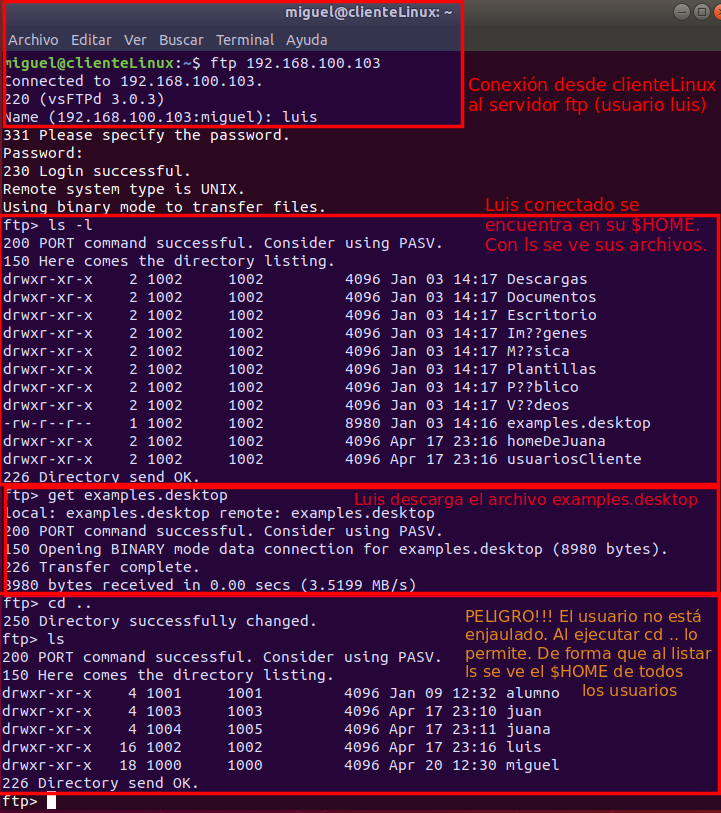 miguel@clienteLinux: ~
Archivo Editar Ver Buscar Terminal Ayuda
miguel@clienteLinux:~$ ftp 192.168.100.103
Connected to 192.168.100.103.
220 (vsFTPd 3.0.3)
Name (192.168.100.103:miguel): luis
Conexión desde clienteLinux
al servidor ftp (usuario luis)
331 Please specify the password.
Password:
230 Login successful.
Remote system type is UNIX.
Using binary mode to transfer files.
Luis conectado se
encuentra en su $HOME.
Con ls se ve sus archivos.
ftp> ls -l
200 PORT command successful. Consider using PASV.
150 Here comes the directory listing.
drwxr-xr-x    2 1002     1002         4096 Jan 03 14:17 Descargas
drwxr-xr-x    2 1002     1002         4096 Jan 03 14:17 Documentos
drwxr-xr-x    2 1002     1002         4096 Jan 03 14:17 Escritorio
drwxr-xr-x    2 1002     1002         4096 Jan 03 14:17 Im??genes
drwxr-xr-x    2 1002     1002         4096 Jan 03 14:17 M??sica
drwxr-xr-x    2 1002     1002         4096 Jan 03 14:17 Plantillas
drwxr-xr-x    2 1002     1002         4096 Jan 03 14:17 P??blico
drwxr-xr-x    2 1002     1002         4096 Jan 03 14:17 V??deos
-rw-r--r--    1 1002     1002         8980 Jan 03 14:16 examples.desktop
drwxr-xr-x    2 1002     1002         4096 Apr 17 23:16 homeDeJuana
drwxr-xr-x    2 1002     1002         4096 Apr 17 23:16 usuariosCliente
226 Directory send OK.
ftp> get examples.desktop
Luis descarga el archivo examples.desktop
local: examples.desktop remote: examples.desktop
200 PORT command successful. Consider using PASV.
150 Opening BINARY mode data connection for examples.desktop (8980 bytes).
226 Transfer complete.
8980 bytes received in 0.00 secs (3.5199 MB/s)
ftp> cd ..
250 Directory successfully changed.
ftp> ls
200 PORT command successful. Consider using PASV.
150 Here comes the directory listing.
PELIGRO!!! El usuario no está
enjaulado. Al ejecutar cd .. lo
permite. De forma que al listar
ls se ve el $HOME de todos
los usuarios
drwxr-xr-x    4 1001     1001         4096 Jan 09 12:32 alumno
drwxr-xr-x    4 1003     1003         4096 Apr 17 23:10 juan
drwxr-xr-x    4 1004     1005         4096 Apr 17 23:11 juana
drwxr-xr-x   16 1002     1002         4096 Apr 17 23:16 luis
drwxr-xr-x   18 1000     1000         4096 Apr 20 12:30 miguel
226 Directory send OK.
ftp>